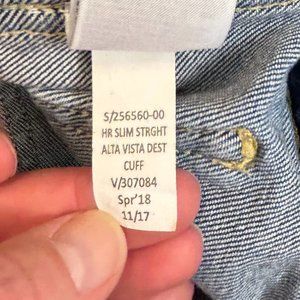 S/256560-00
HR SLIM STRGHT
ALTA VISTA DEST
CUFF
V/307084
Spr'18
11/17